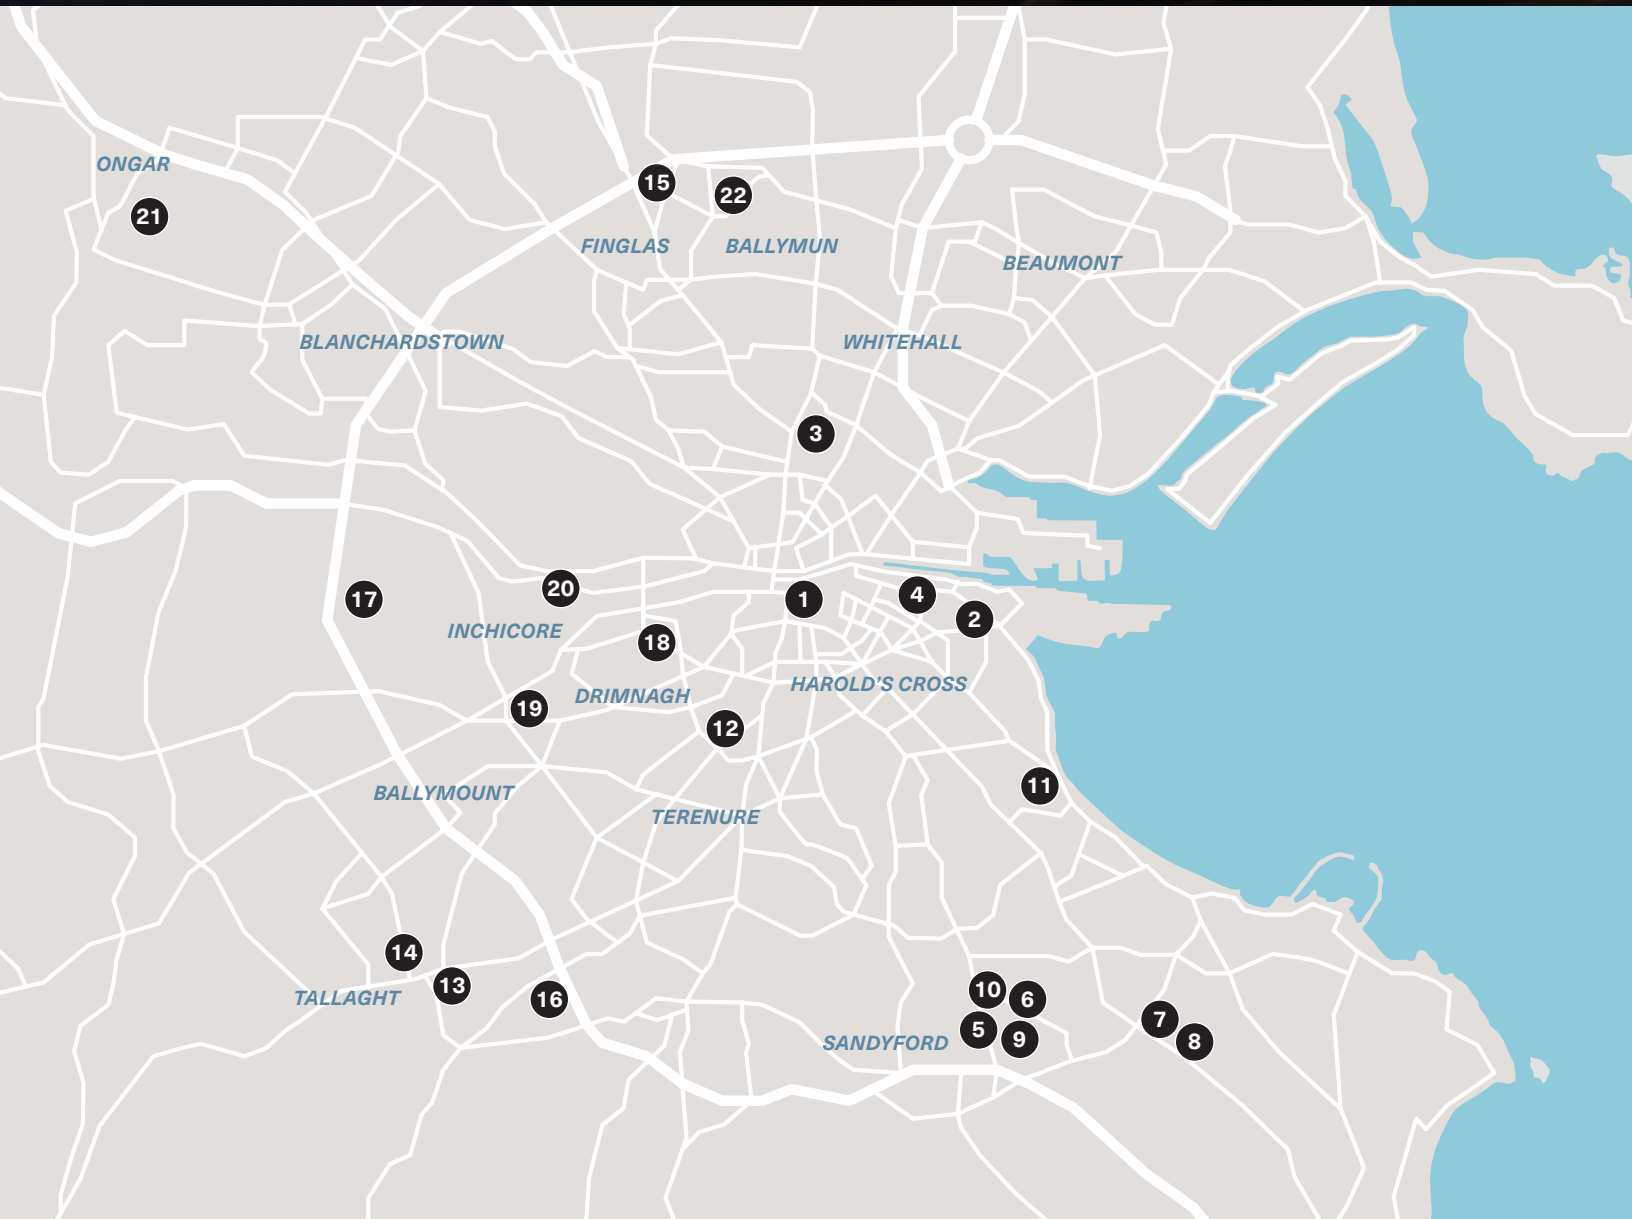 ONGAR
21
15
22
FINGLAS
BALLYMUN
BEAUMONT
BLANCHARDSTOWN
WHITEHALL
3
17
20
1
4
2
INCHICORE
18
DRIMNAGH
HAROLD'S CROSS
19
12
11
BALLYMOUNT
TERENURE
14
13
TALLAGHT
16
10
6
5
9
SANDYFORD
7
8